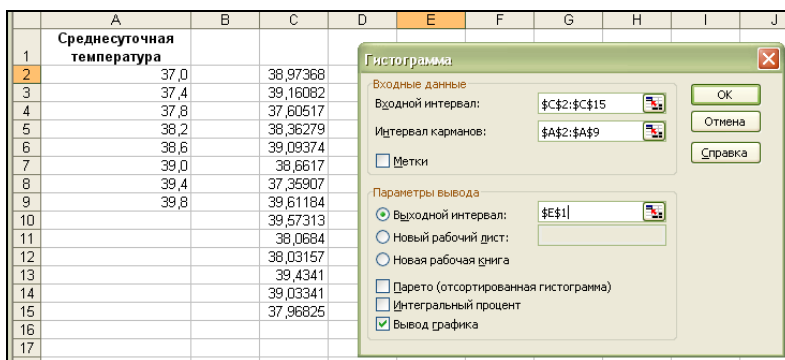 A B C D E F G H I J
1 Среднесуточная температура
2 37,0 38,97368
3 37,4 39,16082
4 37,8 37,60517
5 38,2 38,36279
6 38,6 39,09374
7 39,0 38,6617
8 39,4 37,35907
9 39,8 39,61184
10 39,57313
11 38,0684
12 38,03157
13 39,4341
14 39,03341
15 37,96825
16
17
Гистограмма
Входные данные
Входной интервал: $C$2:$C$15
Интервал карманов: $A$2:$A$9
Метки
OK
Отмена
Справка
Параметры вывода
Выходной интервал: $E$1
Новый рабочий лист:
Новая рабочая книга
Парето (отсортированная гистограмма)
Интегральный процент
Вывод графика